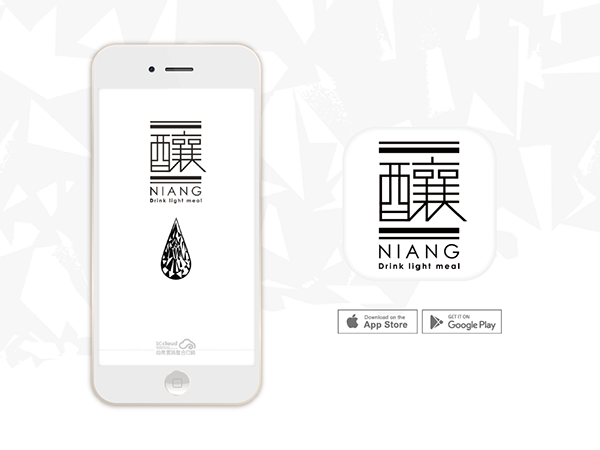 釀
NIANG
Drink light meal
SCcloud
釀
NIANG
Drink light meal
Download on the
App Store
GET IT ON
Google Play